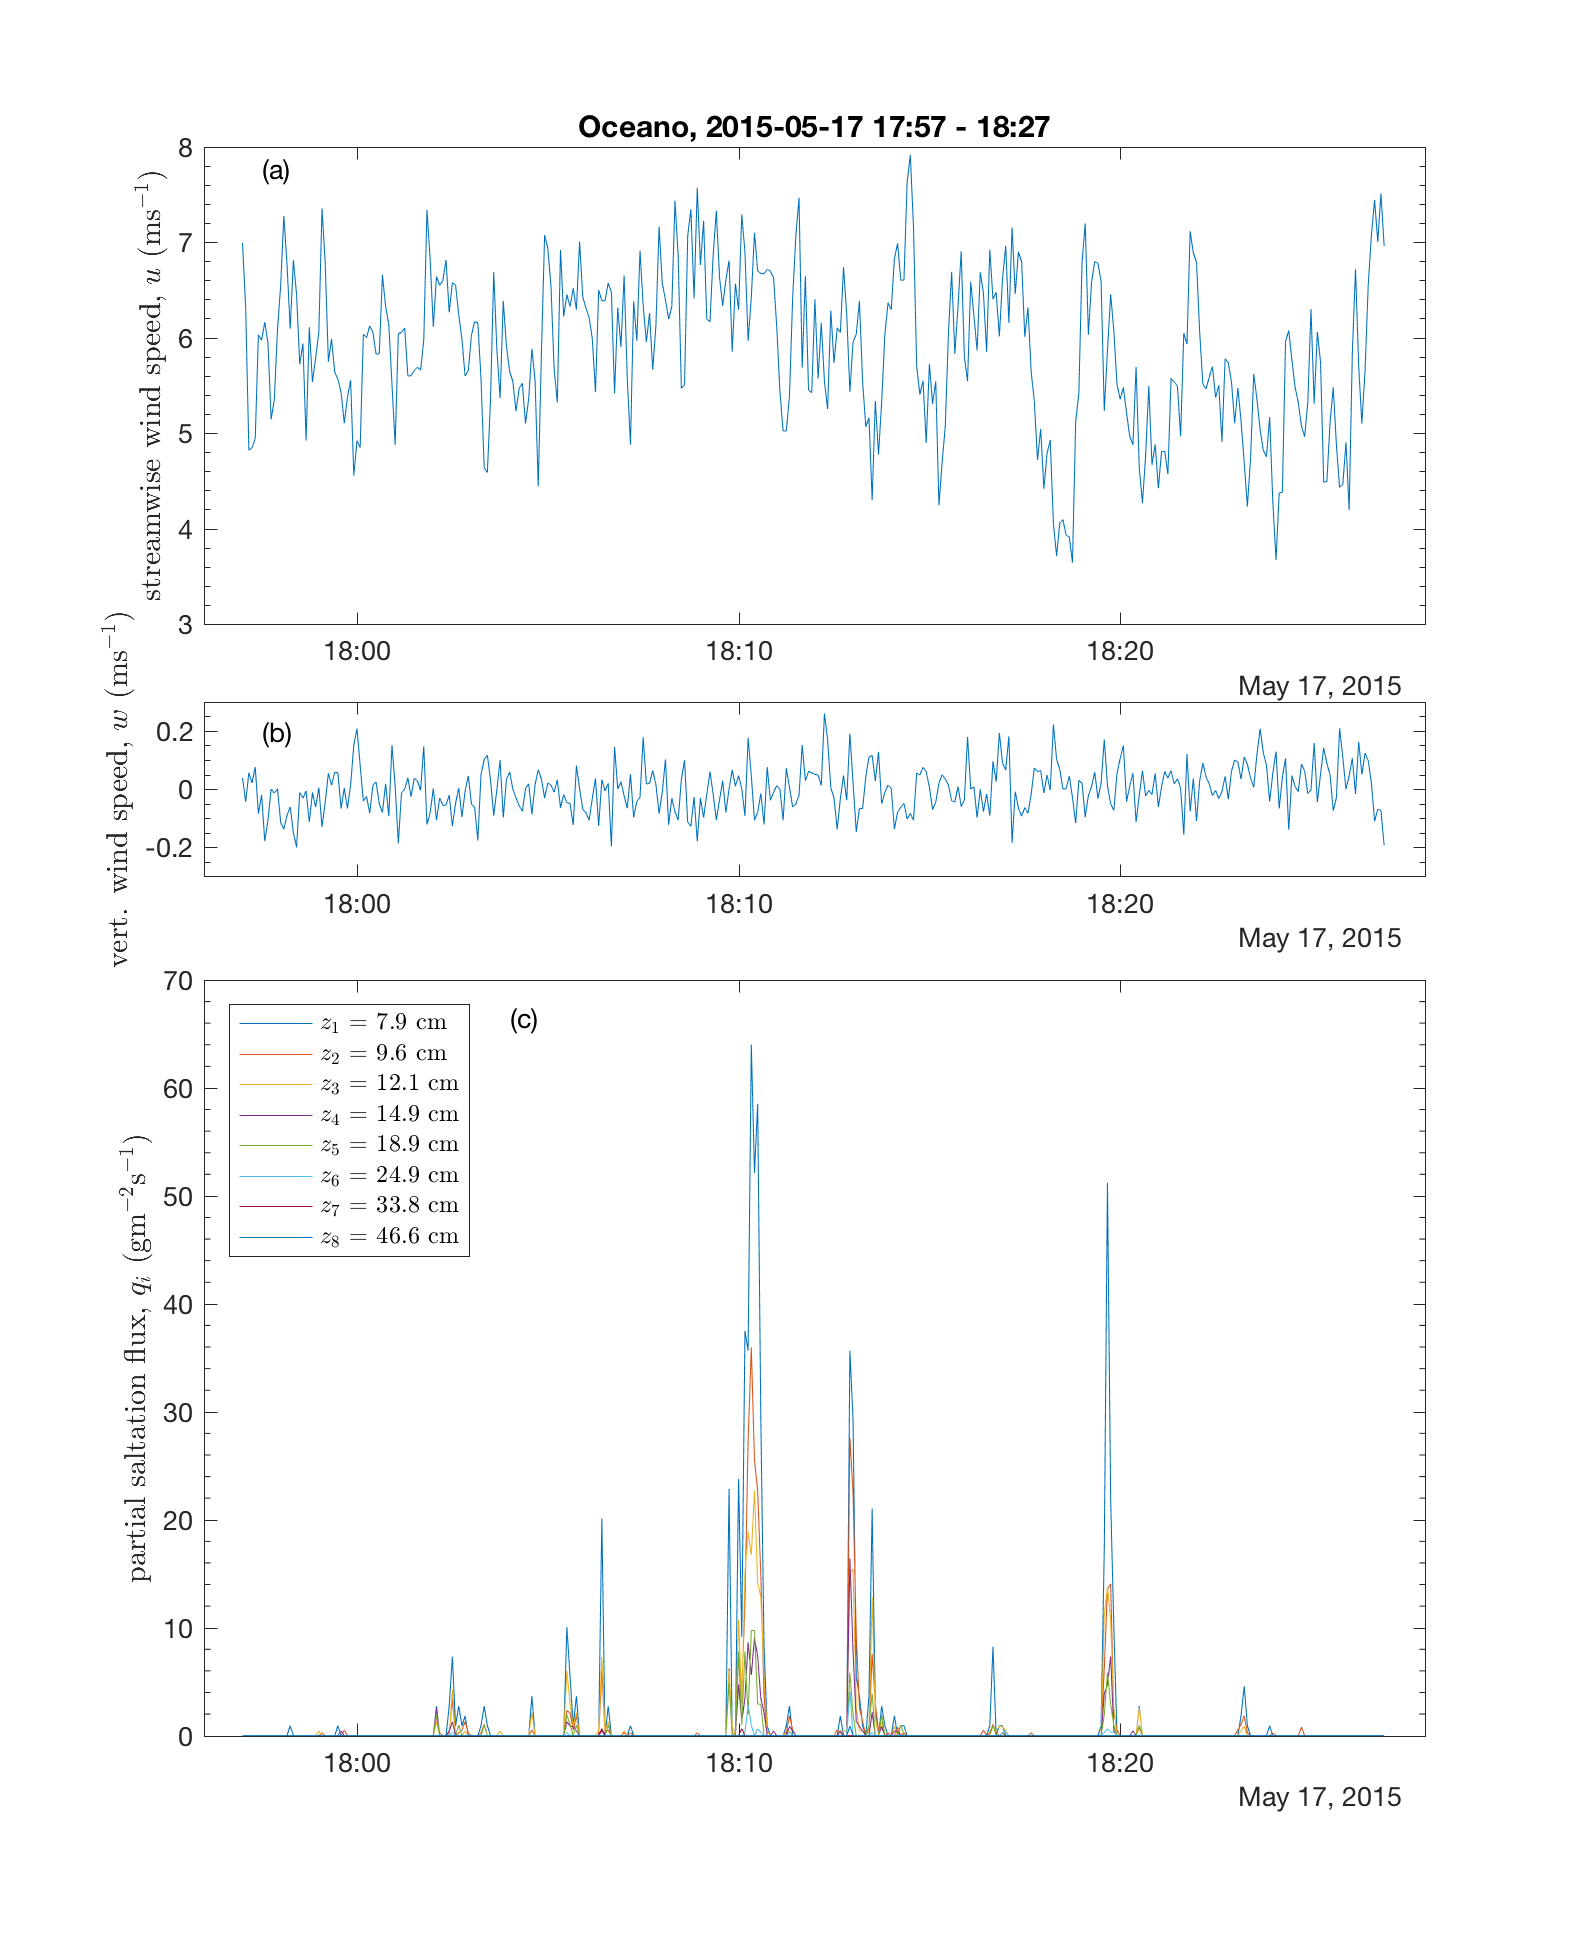 Oceano, 2015-05-17 17:57 - 18:27
(a)
streamwise wind speed, u (ms⁻¹)
8
7
6
5
4
3
18:00 18:10 18:20
May 17, 2015
(b)
vert. wind speed, w (ms⁻¹)
0.2
0
-0.2
18:00 18:10 18:20
May 17, 2015
(c)
partial saltation flux, qᵢ (gm⁻²s⁻¹)
70
60
50
40
30
20
10
0
z₁ = 7.9 cm
z₂ = 9.6 cm
z₃ = 12.1 cm
z₄ = 14.9 cm
z₅ = 18.9 cm
z₆ = 24.9 cm
z₇ = 33.8 cm
z₈ = 46.6 cm
18:00 18:10 18:20
May 17, 2015